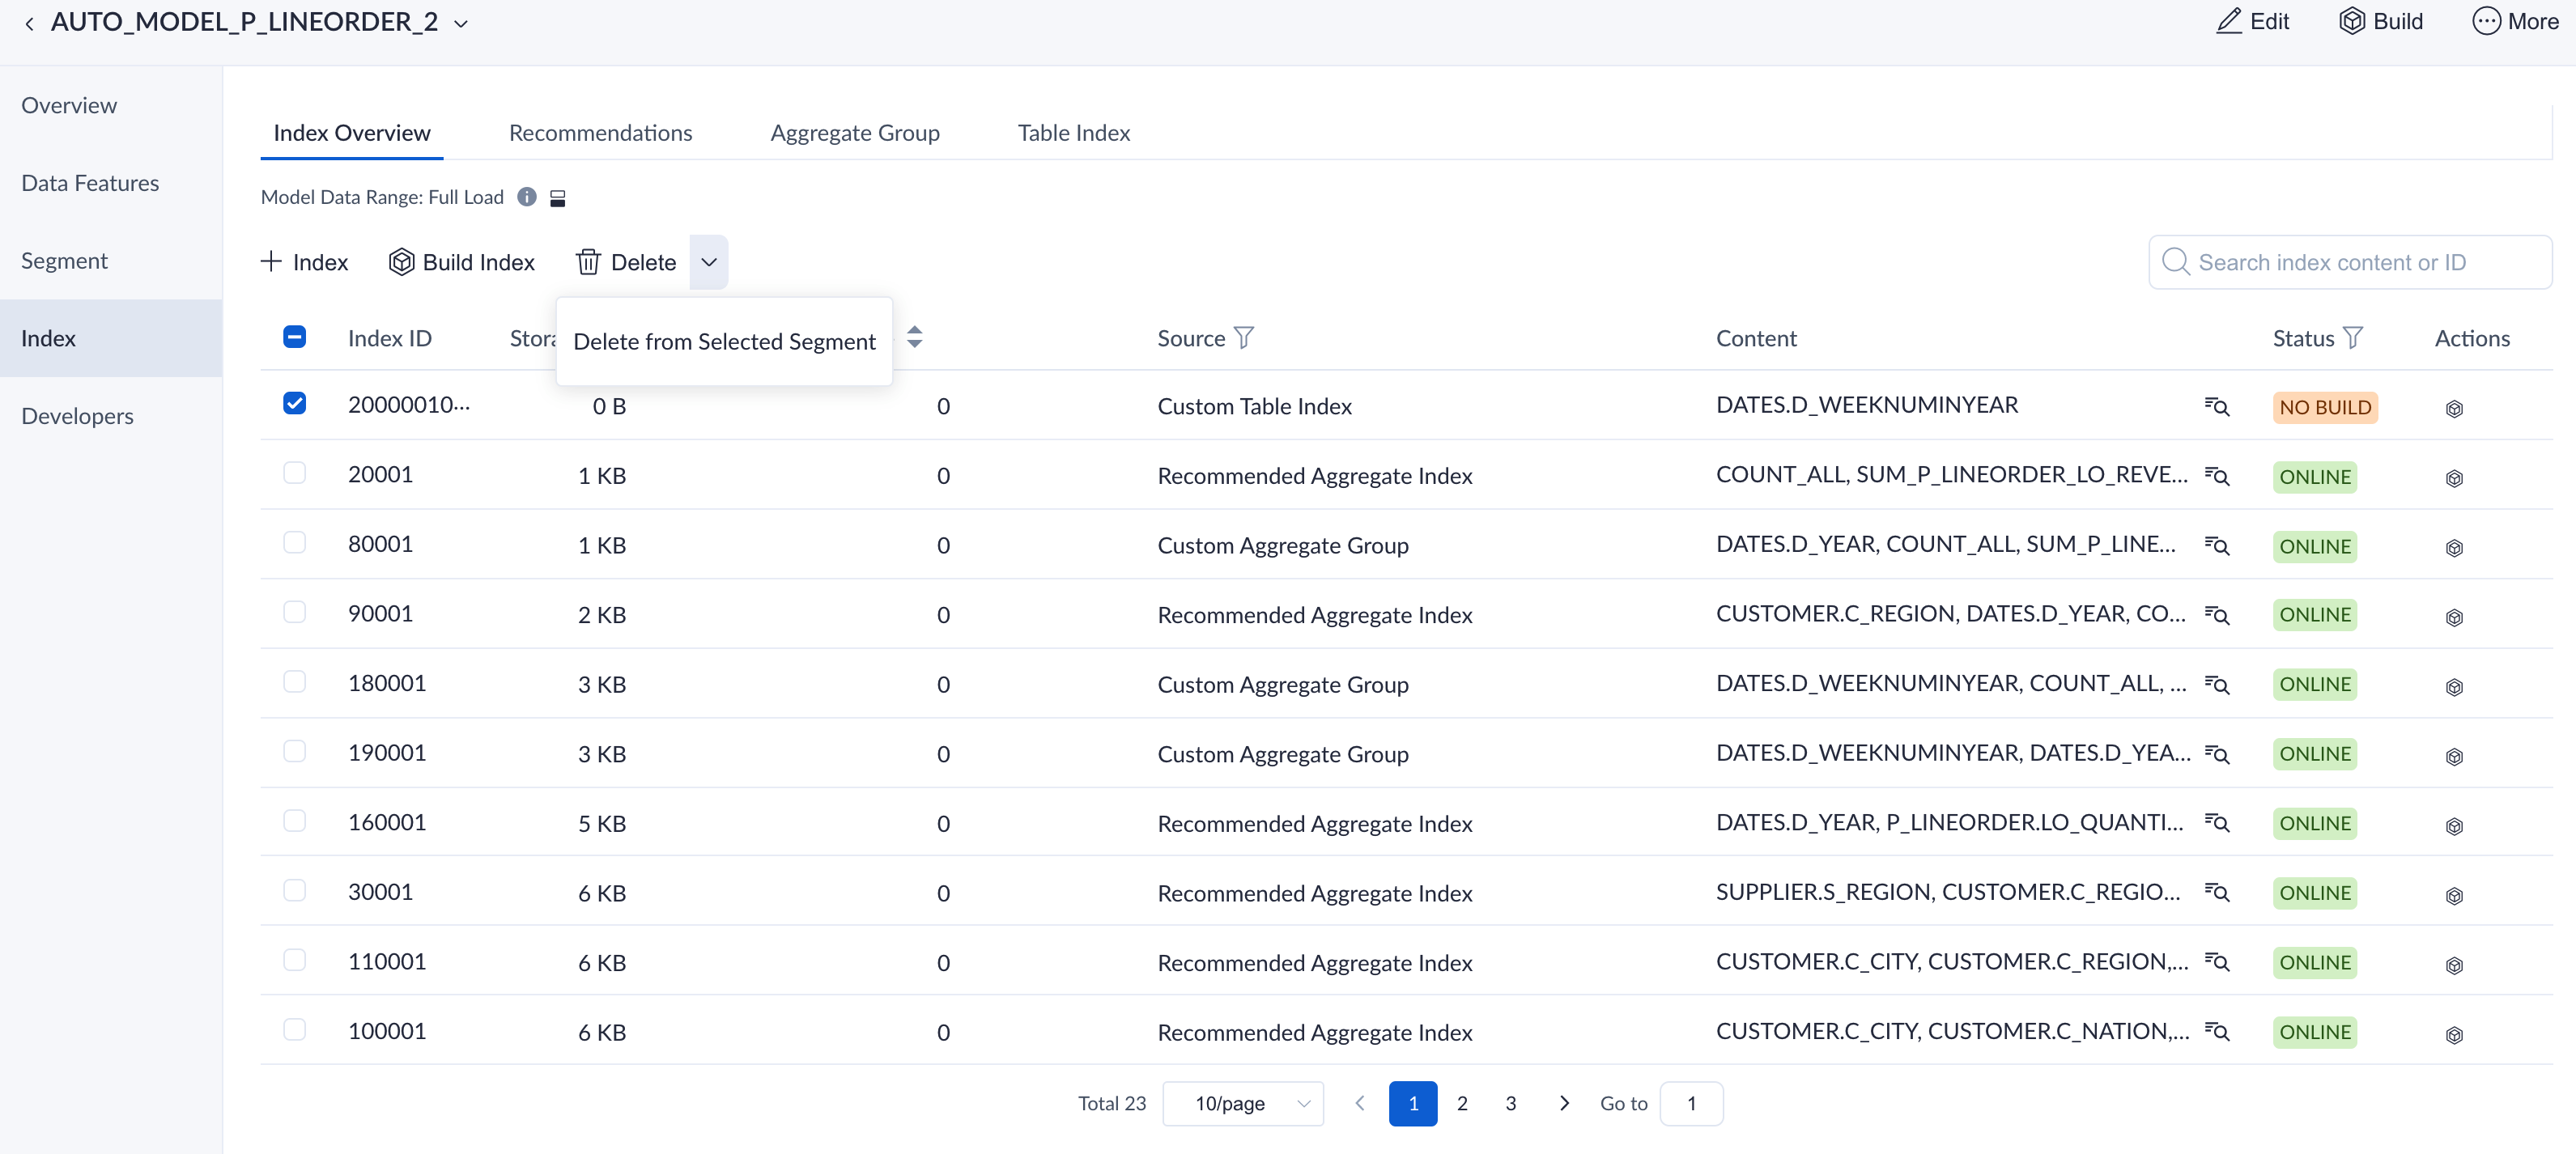 AUTO_MODEL_P_LINEORDER_2 Edit Build More
Overview
Data Features
Segment
Index
Developers
Index Overview Recommendations Aggregate Group Table Index
Model Data Range: Full Load
Index Build Index Delete Search index content or ID
Delete from Selected Segment
Index ID Stora Source Content Status Actions
20000010... 0 B 0 Custom Table Index DATES.D_WEEKNUMINYEAR NO BUILD
20001 1 KB 0 Recommended Aggregate Index COUNT_ALL, SUM_P_LINEORDER_LO_REVE... ONLINE
80001 1 KB 0 Custom Aggregate Group DATES.D_YEAR, COUNT_ALL, SUM_P_LINE... ONLINE
90001 2 KB 0 Recommended Aggregate Index CUSTOMER.C_REGION, DATES.D_YEAR, CO... ONLINE
180001 3 KB 0 Custom Aggregate Group DATES.D_WEEKNUMINYEAR, COUNT_ALL, ... ONLINE
190001 3 KB 0 Custom Aggregate Group DATES.D_WEEKNUMINYEAR, DATES.D_YEA... ONLINE
160001 5 KB 0 Recommended Aggregate Index DATES.D_YEAR, P_LINEORDER.LO_QUANTI... ONLINE
30001 6 KB 0 Recommended Aggregate Index SUPPLIER.S_REGION, CUSTOMER.C_REGIO... ONLINE
110001 6 KB 0 Recommended Aggregate Index CUSTOMER.C_CITY, CUSTOMER.C_REGION,... ONLINE
100001 6 KB 0 Recommended Aggregate Index CUSTOMER.C_CITY, CUSTOMER.C_NATION,... ONLINE
Total 23 10/page 1 2 3 Go to 1